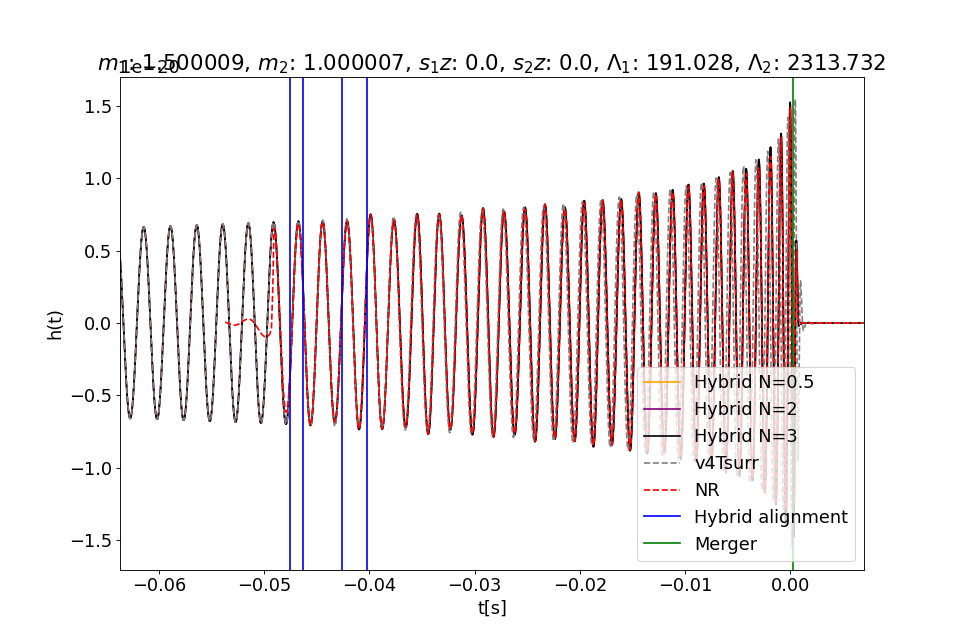 m₁: 1.500009, m₂: 1.000007, s₁z: 0.0, s₂z: 0.0, Λ₁: 191.028, Λ₂: 2313.732
1e−20
1.5
1.0
0.5
0.0
−0.5
−1.0
−1.5
h(t)
Hybrid N=0.5
Hybrid N=2
Hybrid N=3
v4Tsurr
NR
Hybrid alignment
Merger
−0.06 −0.05 −0.04 −0.03 −0.02 −0.01 0.00
t[s]